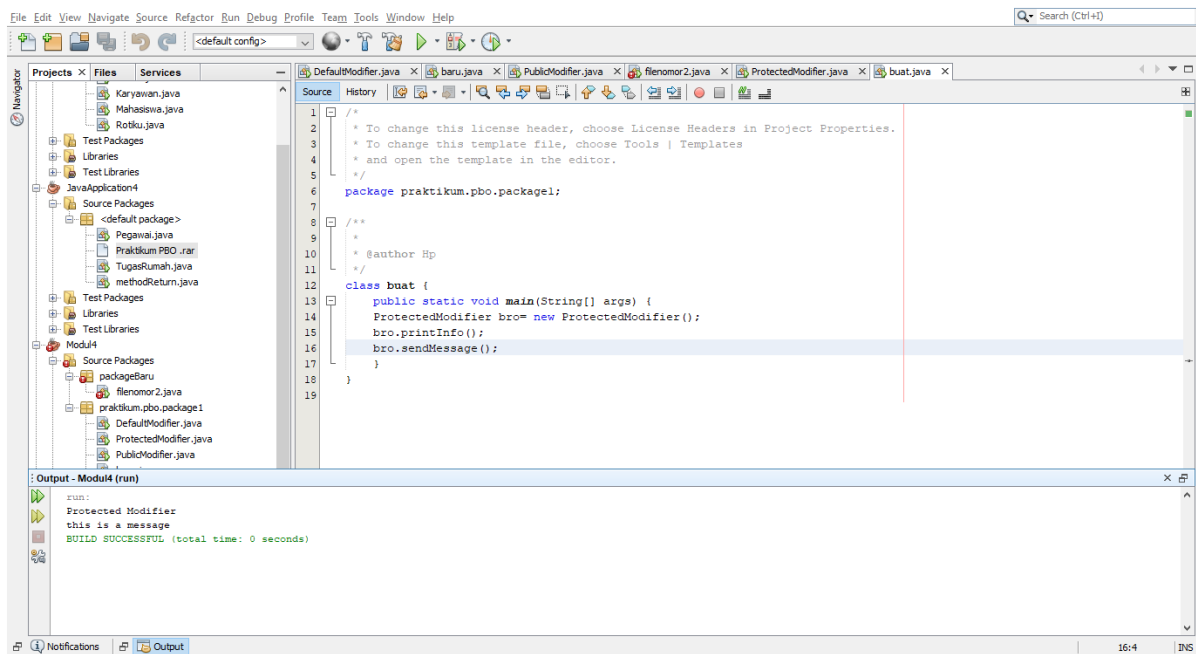 File Edit View Navigate Source Refactor Run Debug Profile Team Tools Window Help
Search (Ctrl+I)
<default config>
Navigator
Projects Files Services
Karyawan.java
Mahasiswa.java
Rotiku.java
Test Packages
Libraries
Test Libraries
JavaApplication4
Source Packages
<default package>
Pegawai.java
Praktikum PBO .rar
TugasRumah.java
methodReturn.java
Test Packages
Libraries
Test Libraries
Modul4
Source Packages
packageBaru
filenomor2.java
praktikum.pbo.package1
DefaultModifier.java
ProtectedModifier.java
PublicModifier.java
DefaultModifier.java baru.java PublicModifier.java filenomor2.java ProtectedModifier.java buat.java
Source History
1 /*
2 * To change this license header, choose License Headers in Project Properties.
3 * To change this template file, choose Tools | Templates
4 * and open the template in the editor.
5 */
6 package praktikum.pbo.package1;
7
8 /**
9 *
10 * @author Hp
11 */
12 class buat {
13 public static void main(String[] args) {
14 ProtectedModifier bro= new ProtectedModifier();
15 bro.printInfo();
16 bro.sendMessage();
17 }
18 }
19
Output - Modul4 (run)
run:
Protected Modifier
this is a message
BUILD SUCCESSFUL (total time: 0 seconds)
Notifications Output
16:4 INS